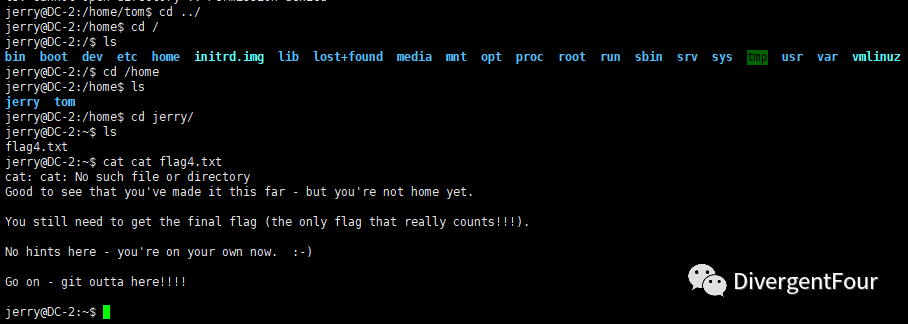 jerry@DC-2:/home/tom$ cd ../
jerry@DC-2:/home$ cd /
jerry@DC-2:/$ ls
bin boot dev etc home initrd.img lib lost+found media mnt opt proc root run sbin srv sys tmp usr var vmlinuz
jerry@DC-2:/$ cd /home
jerry@DC-2:/home$ ls
jerry tom
jerry@DC-2:/home$ cd jerry/
jerry@DC-2:~$ ls
flag4.txt
jerry@DC-2:~$ cat cat flag4.txt
cat: cat: No such file or directory
Good to see that you've made it this far - but you're not home yet.
You still need to get the final flag (the only flag that really counts!!!).
No hints here - you're on your own now. :-)
Go on - git outta here!!!!
jerry@DC-2:~$
DivergentFour